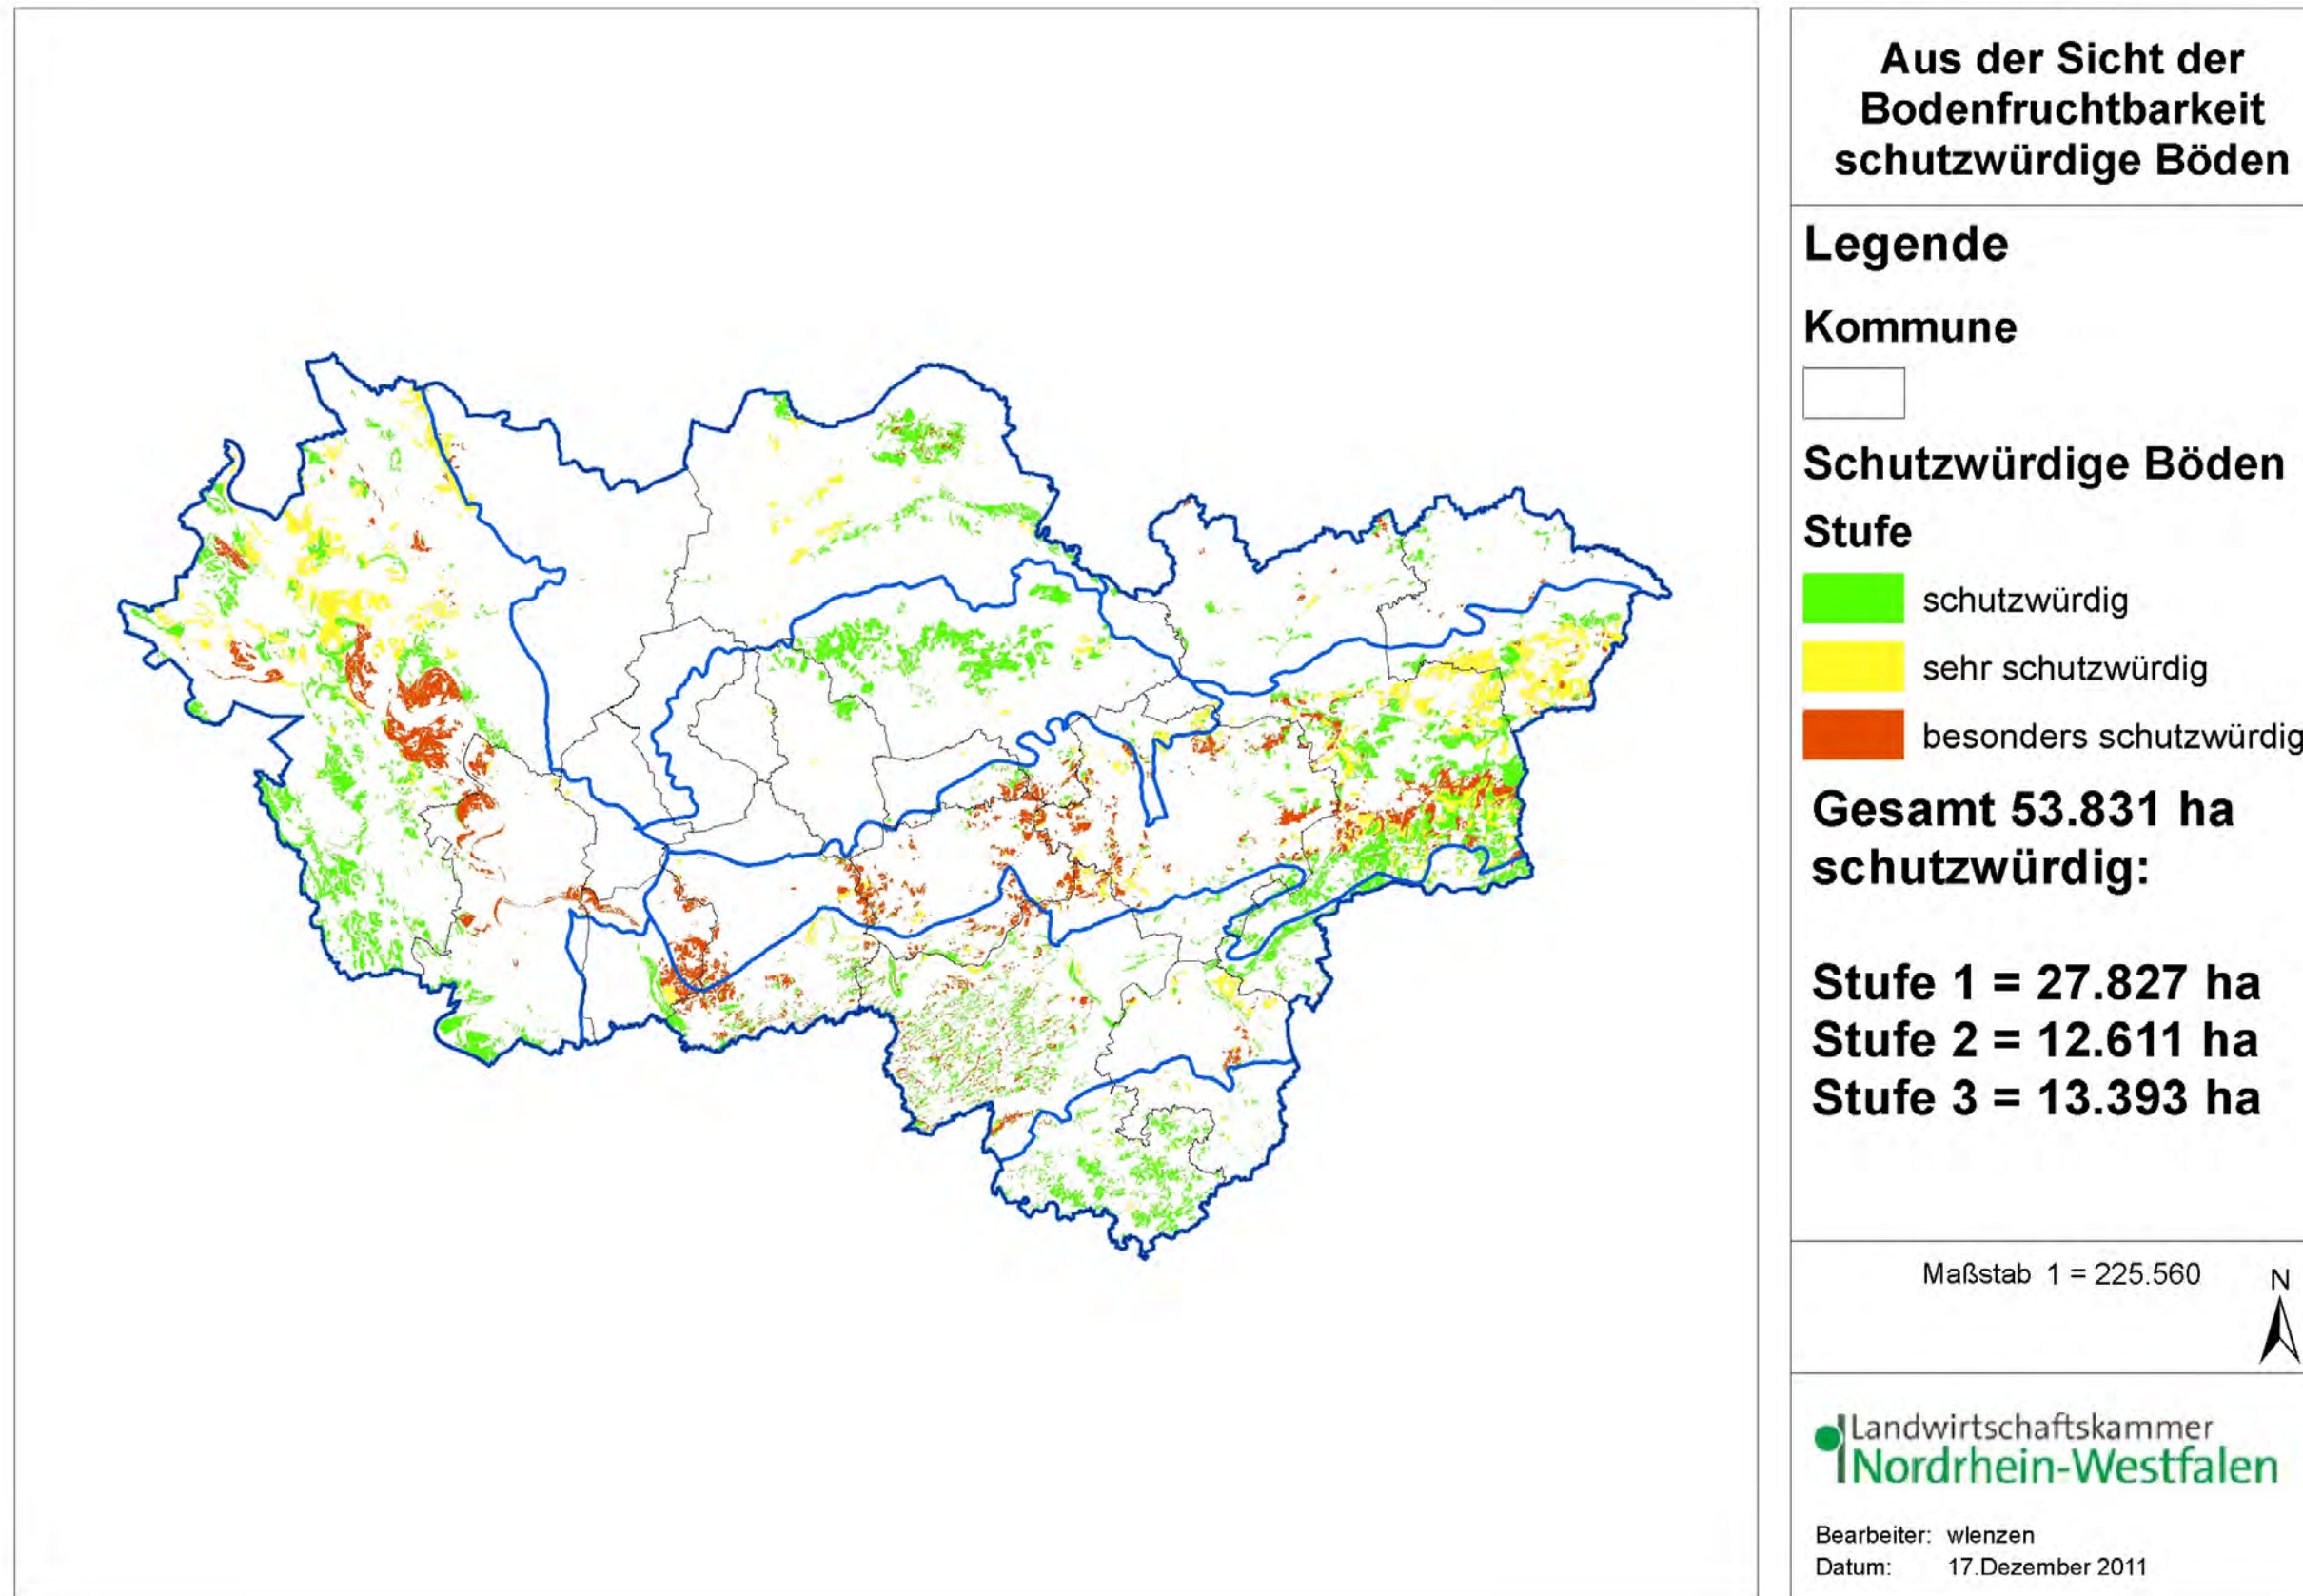 Aus der Sicht der
Bodenfruchtbarkeit
schutzwürdige Böden
Legende
Kommune
Schutzwürdige Böden
Stufe
schutzwürdig
sehr schutzwürdig
besonders schutzwürdig
Gesamt 53.831 ha
schutzwürdig:
Stufe 1 = 27.827 ha
Stufe 2 = 12.611 ha
Stufe 3 = 13.393 ha
Maßstab 1 = 225.560
N
Landwirtschaftskammer
Nordrhein-Westfalen
Bearbeiter: wlenzen
Datum: 17.Dezember 2011